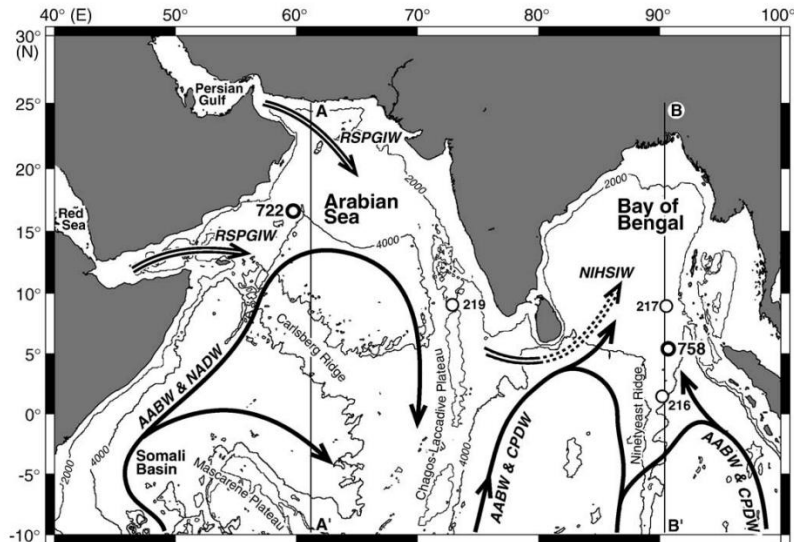 40 (E)
50°
60°
70°
80°
90°
100°
30°
(N)
25°
20°
15°
10°
5°
0°
-5°
-10°
Persian
Gulf
A
B
RSPGIW
2000
2000
722
Arabian
Sea
Bay of
Bengal
Red
Sea
RSPGIW
4000
NIHSIW
219
217
758
Carlsberg Ridge
AABW & NADW
Chagos-Laccadive Plateau
Ninetyeast Ridge
216
2000
4000
Somali
Basin
Mascarene Plateau
AABW & CPDW
AABW & CPDW
A'
B'